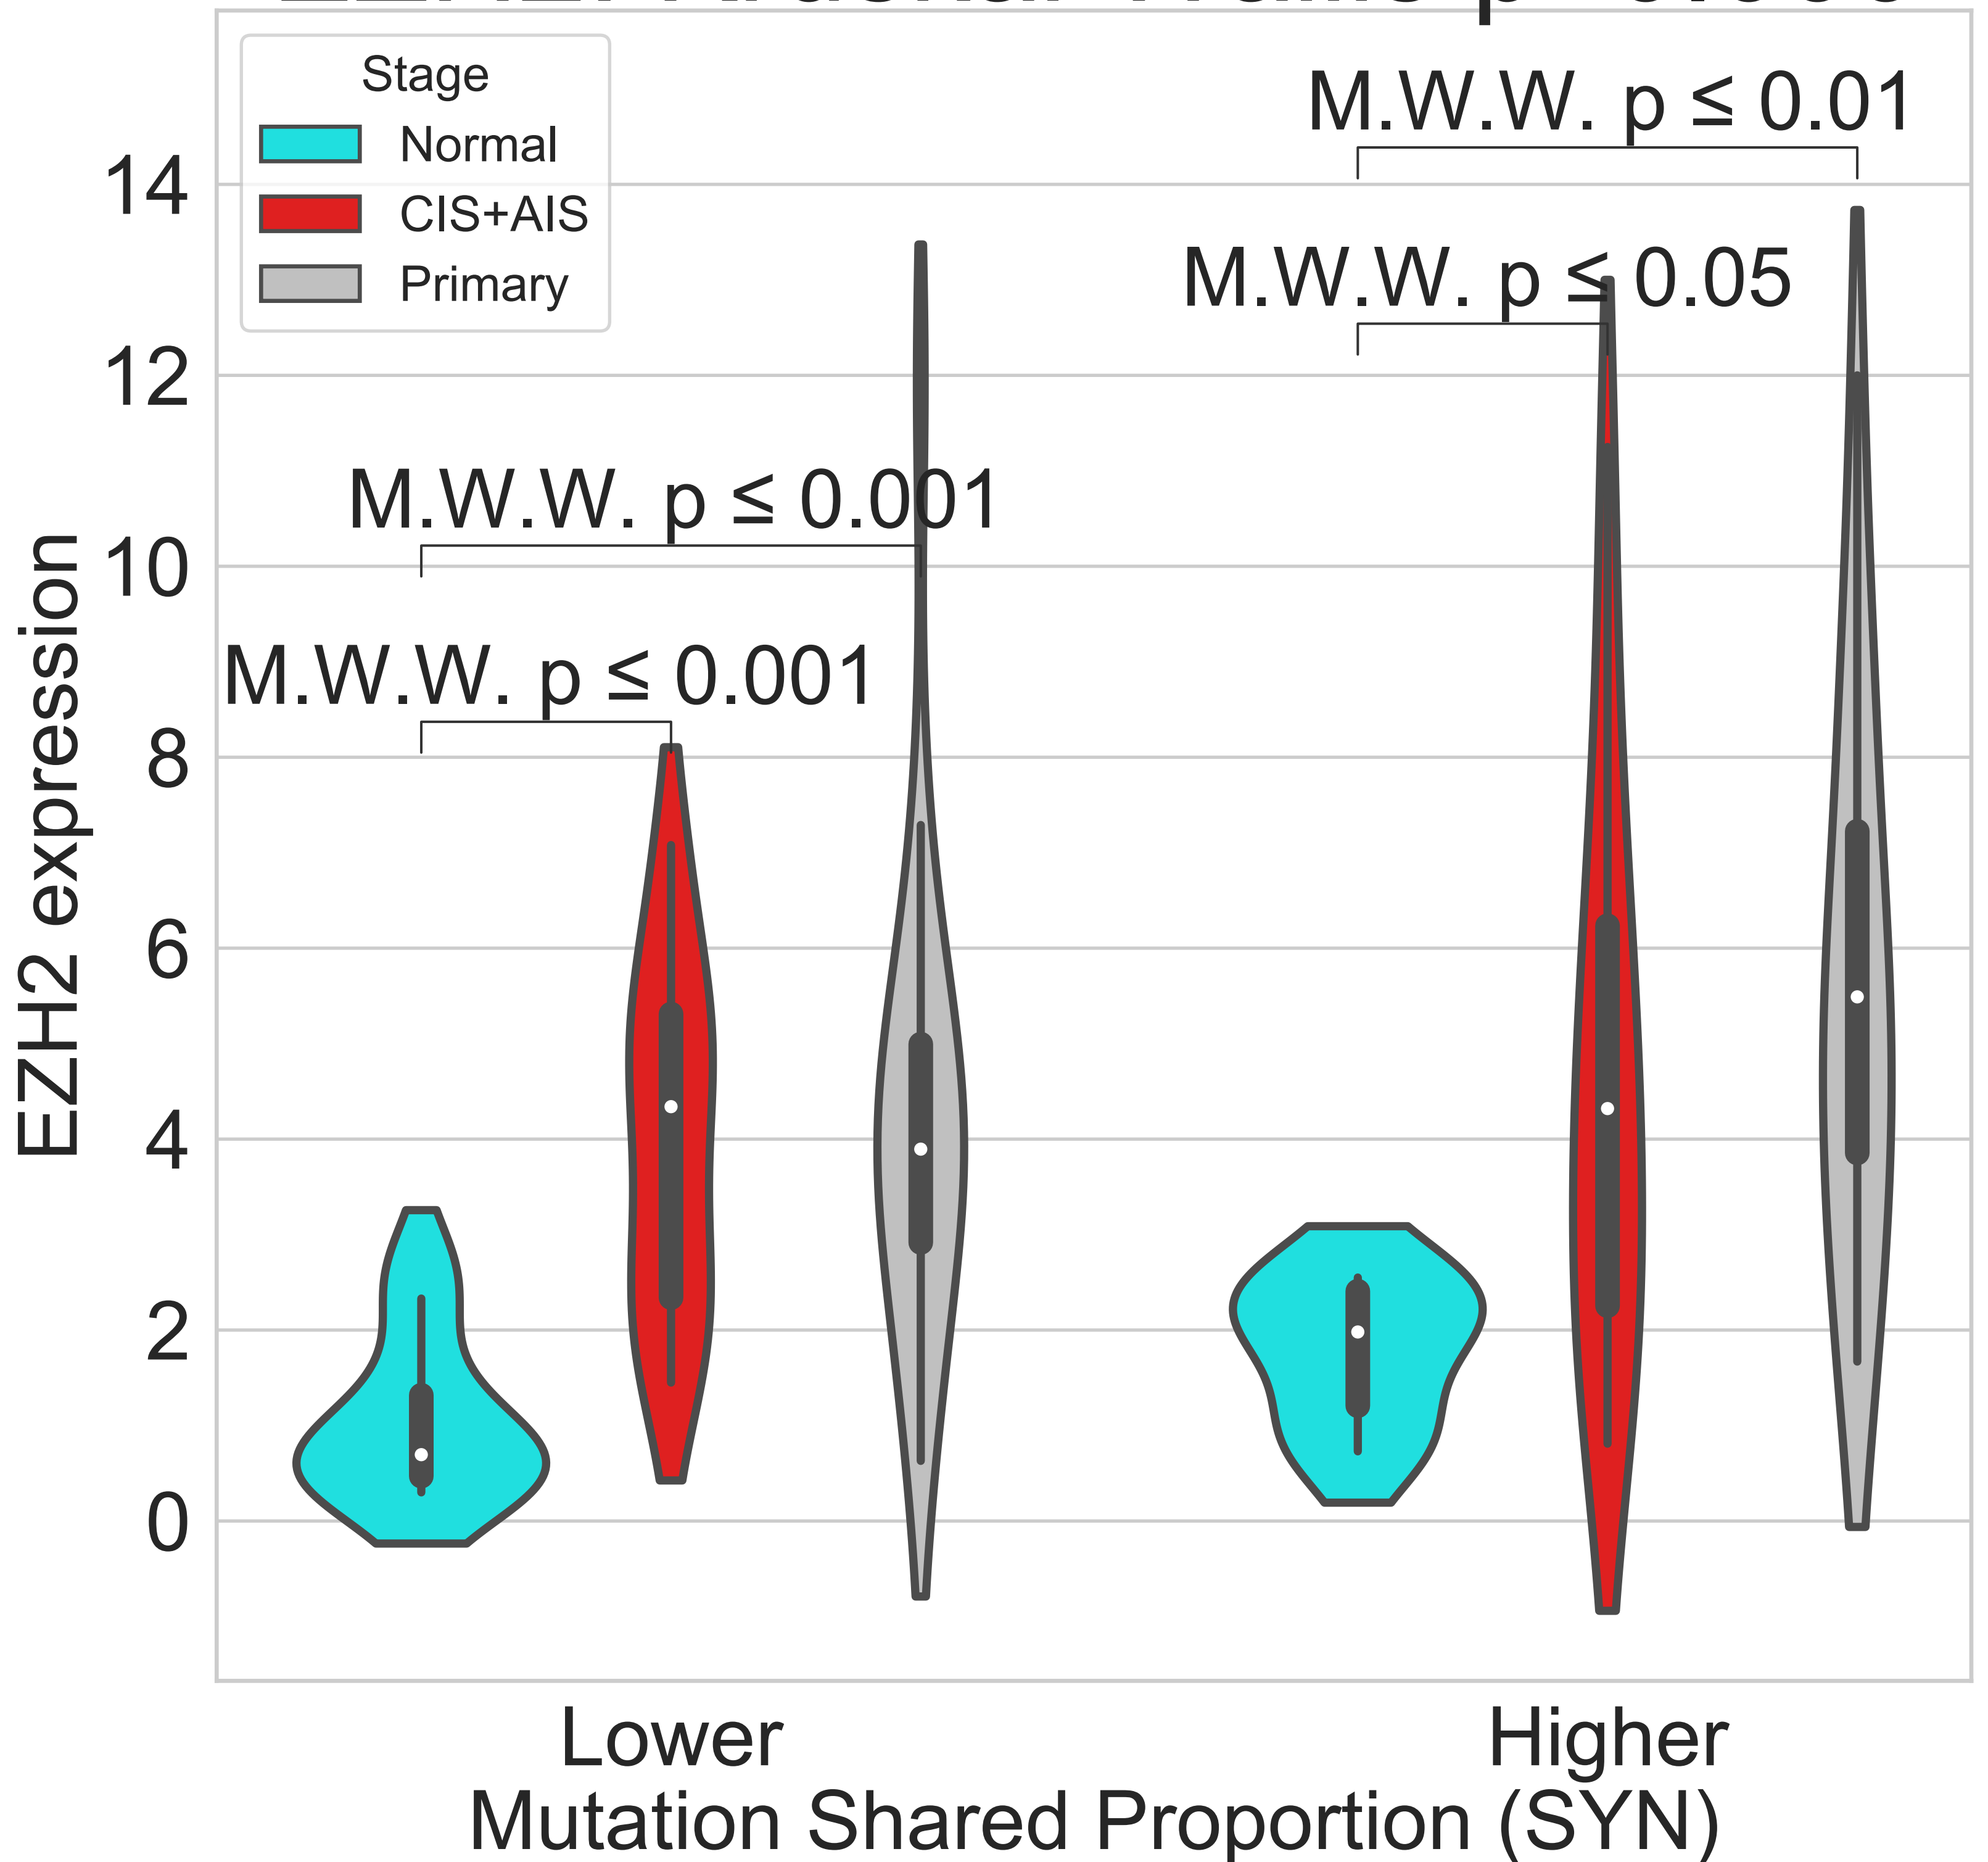 Stage
Normal
CIS+AIS
Primary
M.W.W. p ≤ 0.01
M.W.W. p ≤ 0.05
M.W.W. p ≤ 0.001
M.W.W. p ≤ 0.001
14
12
10
8
6
4
2
0
EZH2 expression
Lower
Higher
Mutation Shared Proportion (SYN)